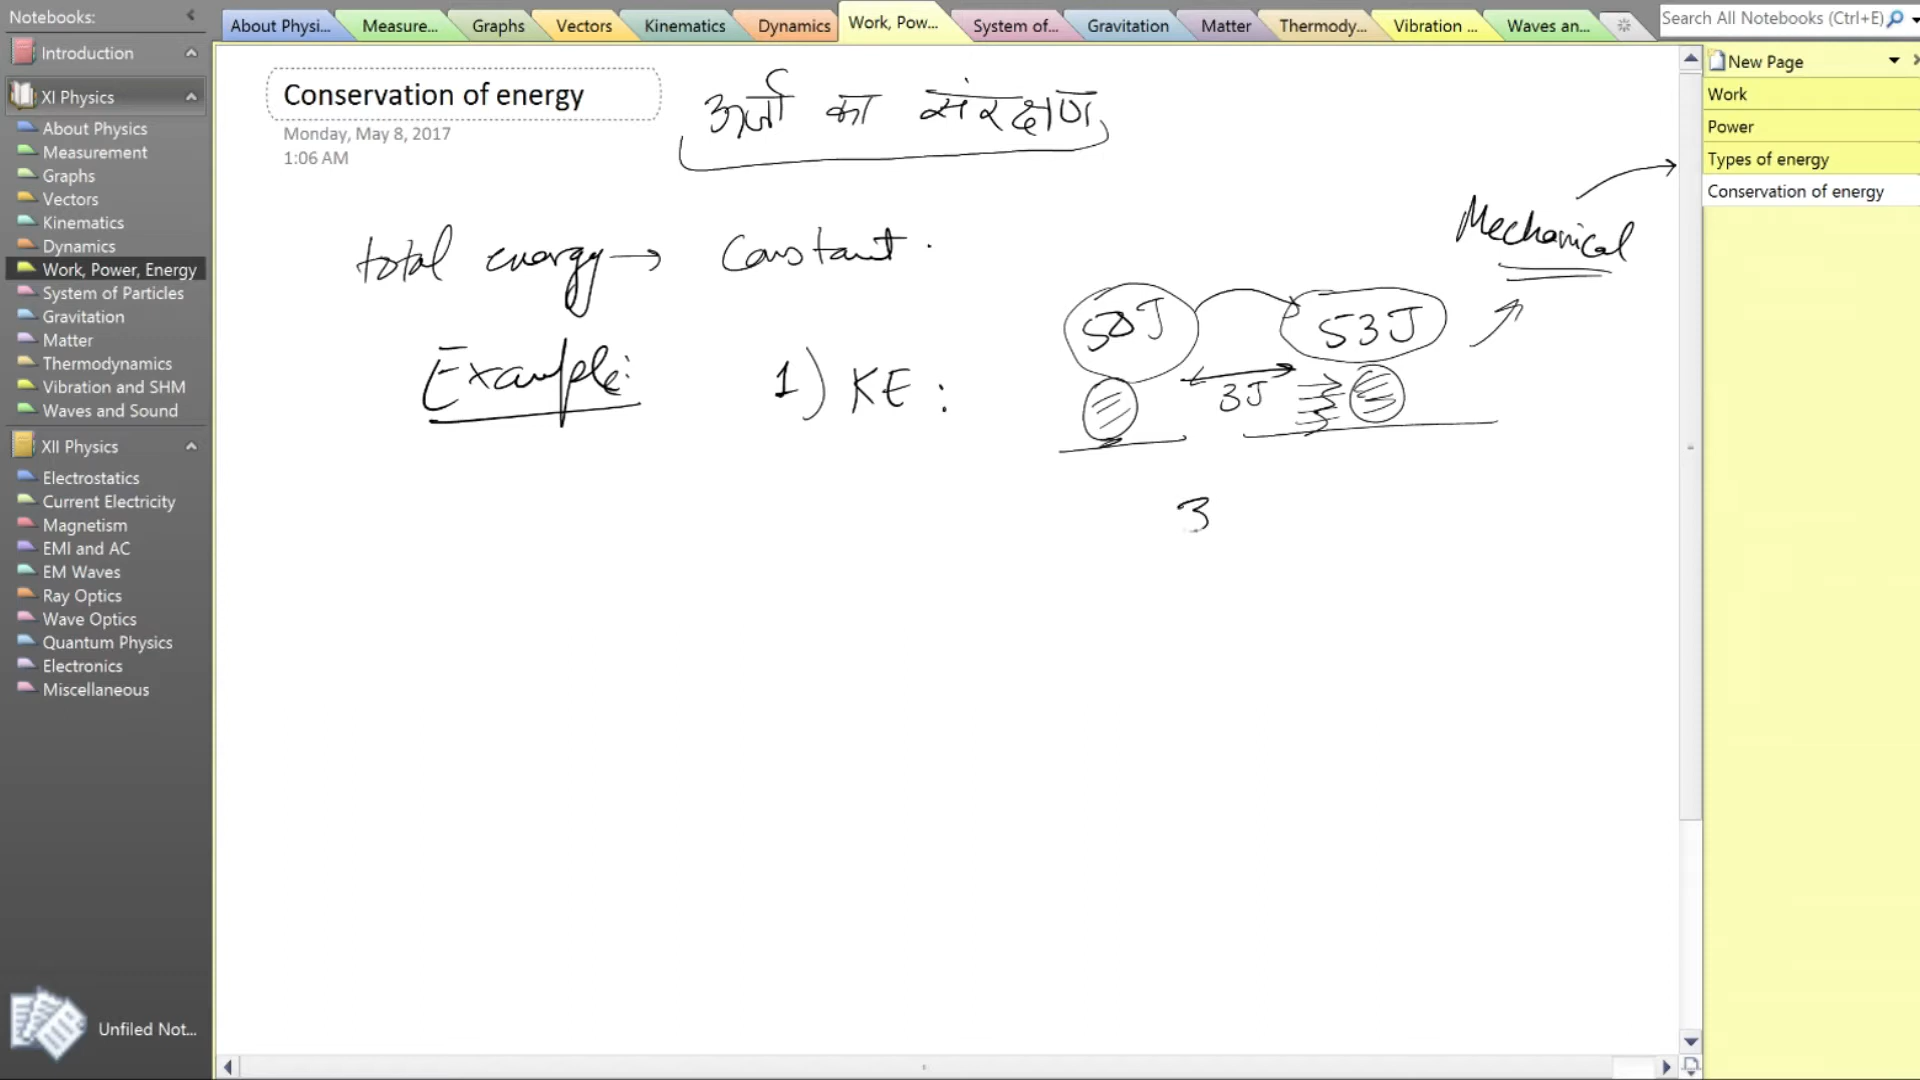 Notebooks:
Introduction
XI Physics
About Physics
Measurement
Graphs
Vectors
Kinematics
Dynamics
Work, Power, Energy
System of Particles
Gravitation
Matter
Thermodynamics
Vibration and SHM
Waves and Sound
XII Physics
Electrostatics
Current Electricity
Magnetism
EMI and AC
EM Waves
Ray Optics
Wave Optics
Quantum Physics
Electronics
Miscellaneous
Unfiled Not...
About Physi... Measure... Graphs Vectors Kinematics Dynamics Work, Pow... System of... Gravitation Matter Thermody... Vibration ... Waves an...
Search All Notebooks (Ctrl+E)
Conservation of energy
Monday, May 8, 2017
1:06 AM
ऊर्जा का संरक्षण
total energy → Constant.
Mechanical
50J 53J
Example: 1) KE : 3J
3
New Page
Work
Power
Types of energy
Conservation of energy